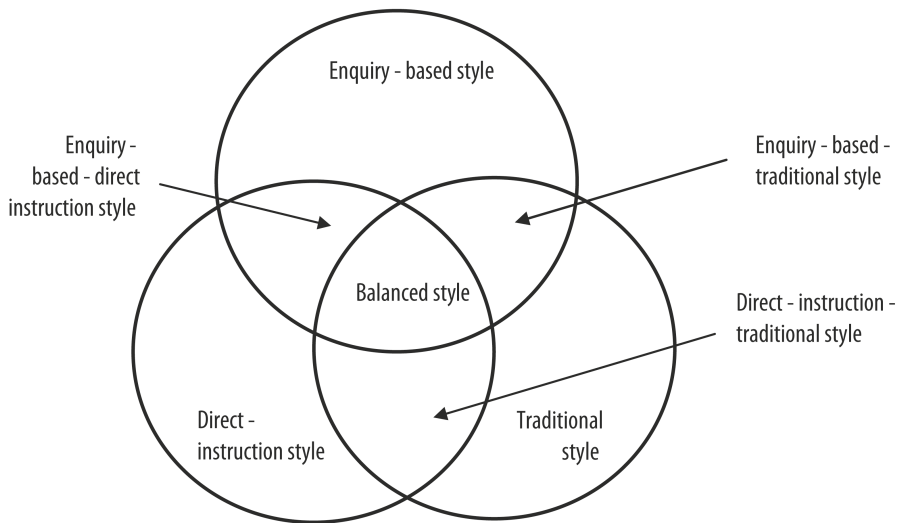 Enquiry - based style
Enquiry -
based - direct
instruction style
Enquiry - based -
traditional style
Balanced style
Direct - instruction -
traditional style
Direct -
instruction style
Traditional
style